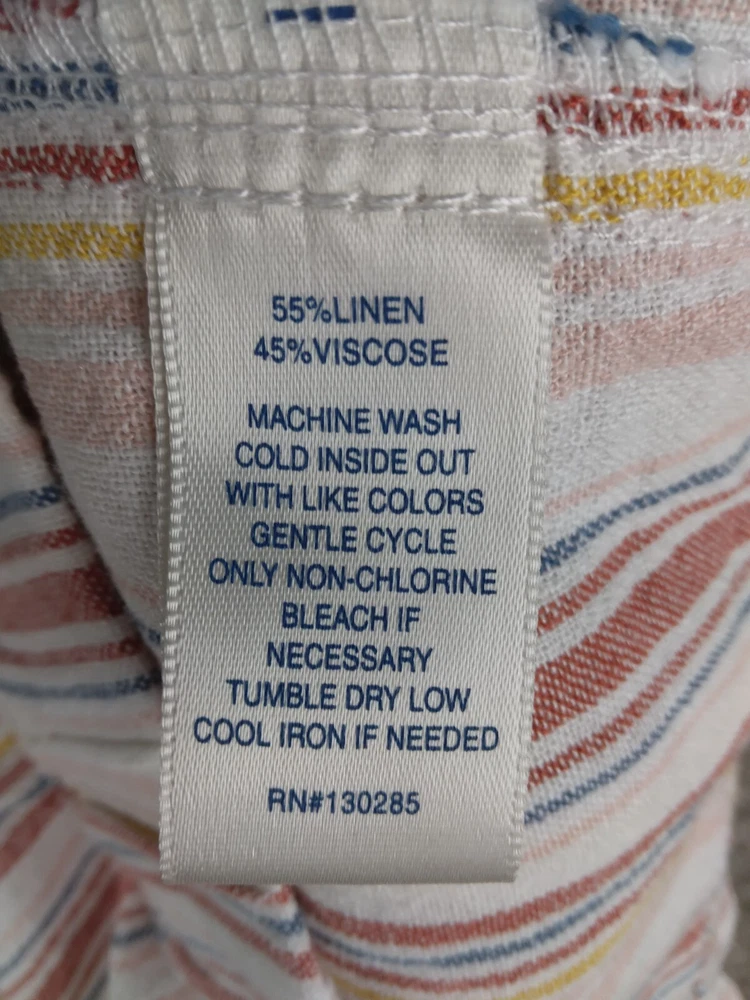 55%LINEN
45%VISCOSE
MACHINE WASH
COLD INSIDE OUT
WITH LIKE COLORS
GENTLE CYCLE
ONLY NON-CHLORINE
BLEACH IF
NECESSARY
TUMBLE DRY LOW
COOL IRON IF NEEDED
RN#130285